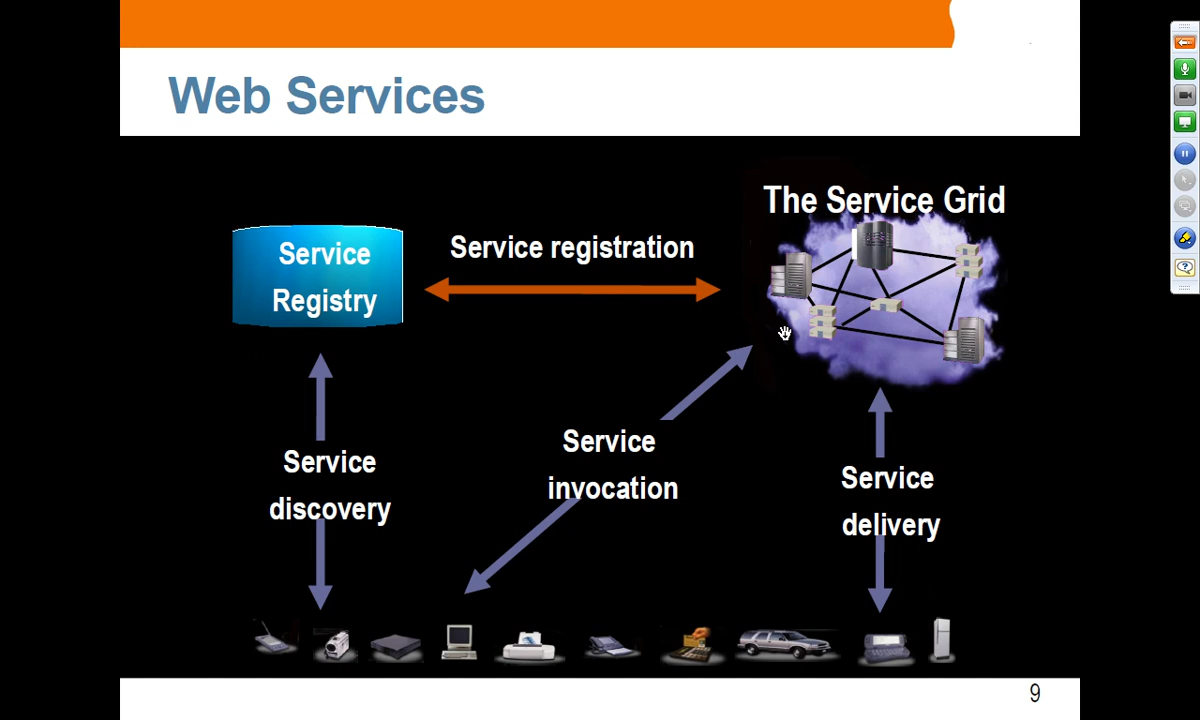 Web Services
The Service Grid
Service
Registry
Service registration
Service
discovery
Service
invocation
Service
delivery
9